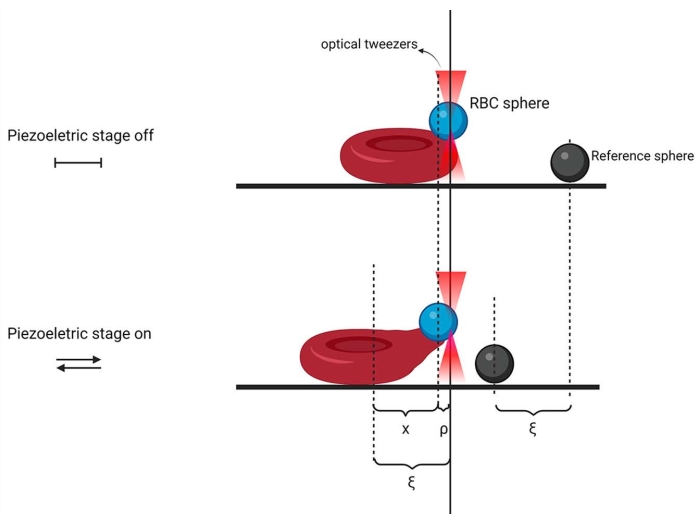 optical tweezers
RBC sphere
Piezoeletric stage off
Reference sphere
Piezoeletric stage on
x
ρ
ξ
ξ